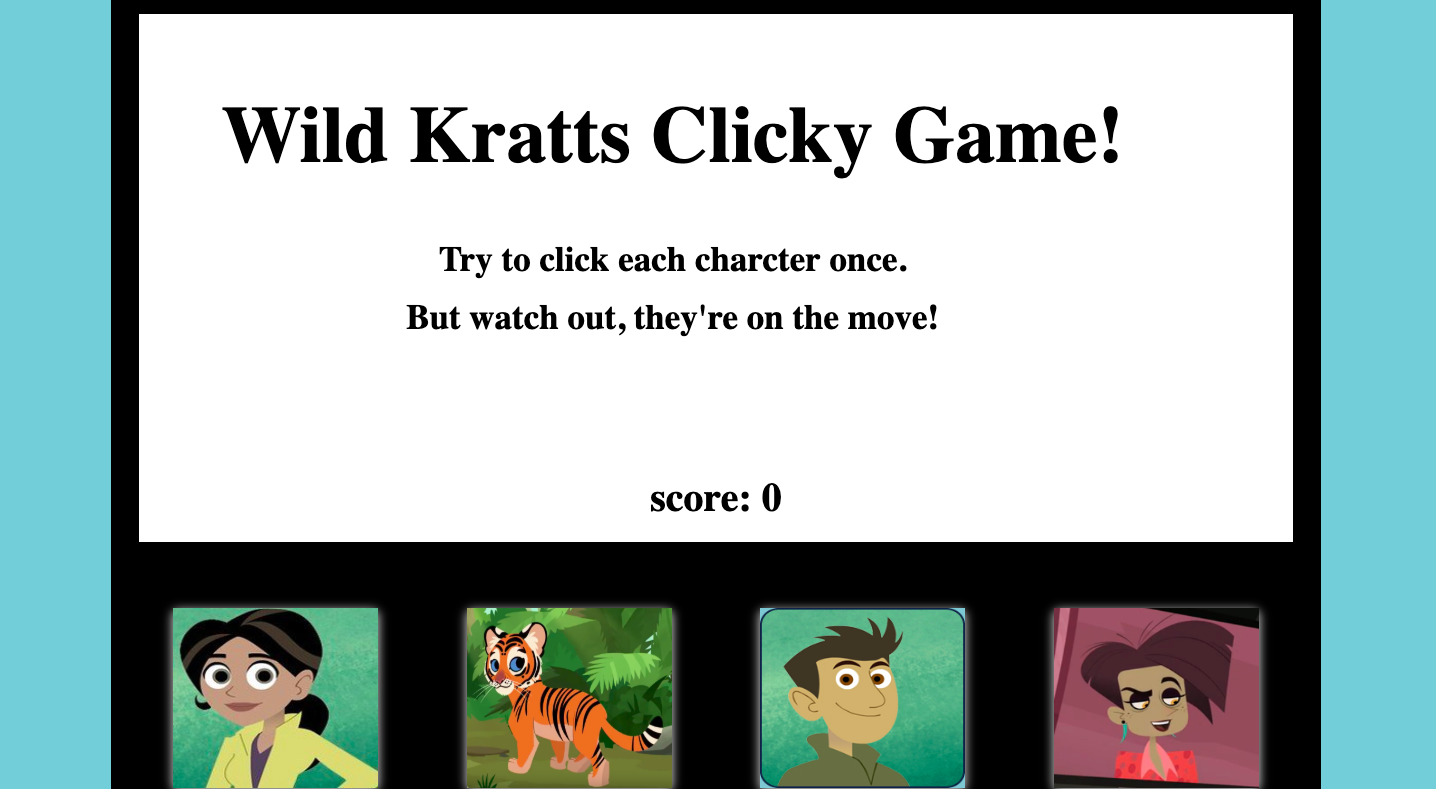 Wild Kratts Clicky Game!
Try to click each charcter once.
But watch out, they're on the move!
score: 0